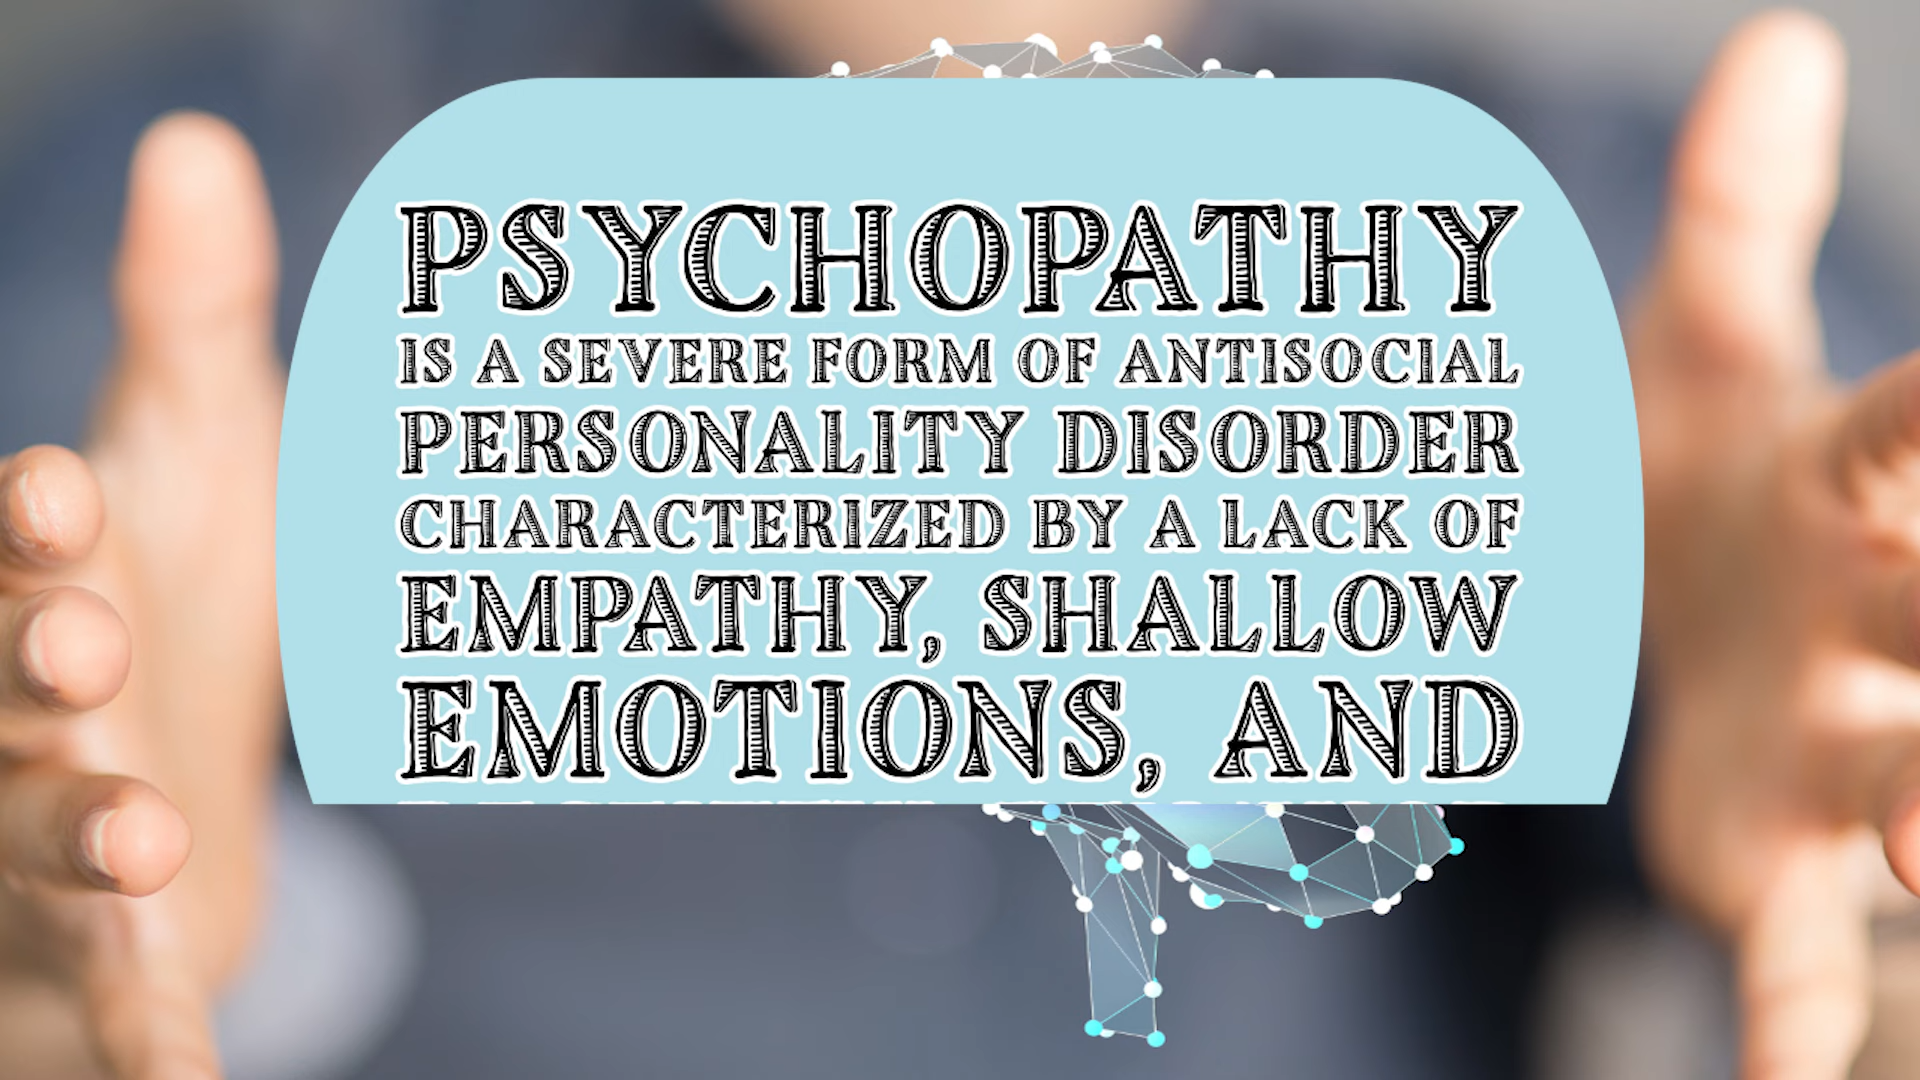 PSYCHOPATHY
IS A SEVERE FORM OF ANTISOCIAL
PERSONALITY DISORDER
CHARACTERIZED BY A LACK OF
EMPATHY, SHALLOW
EMOTIONS, AND